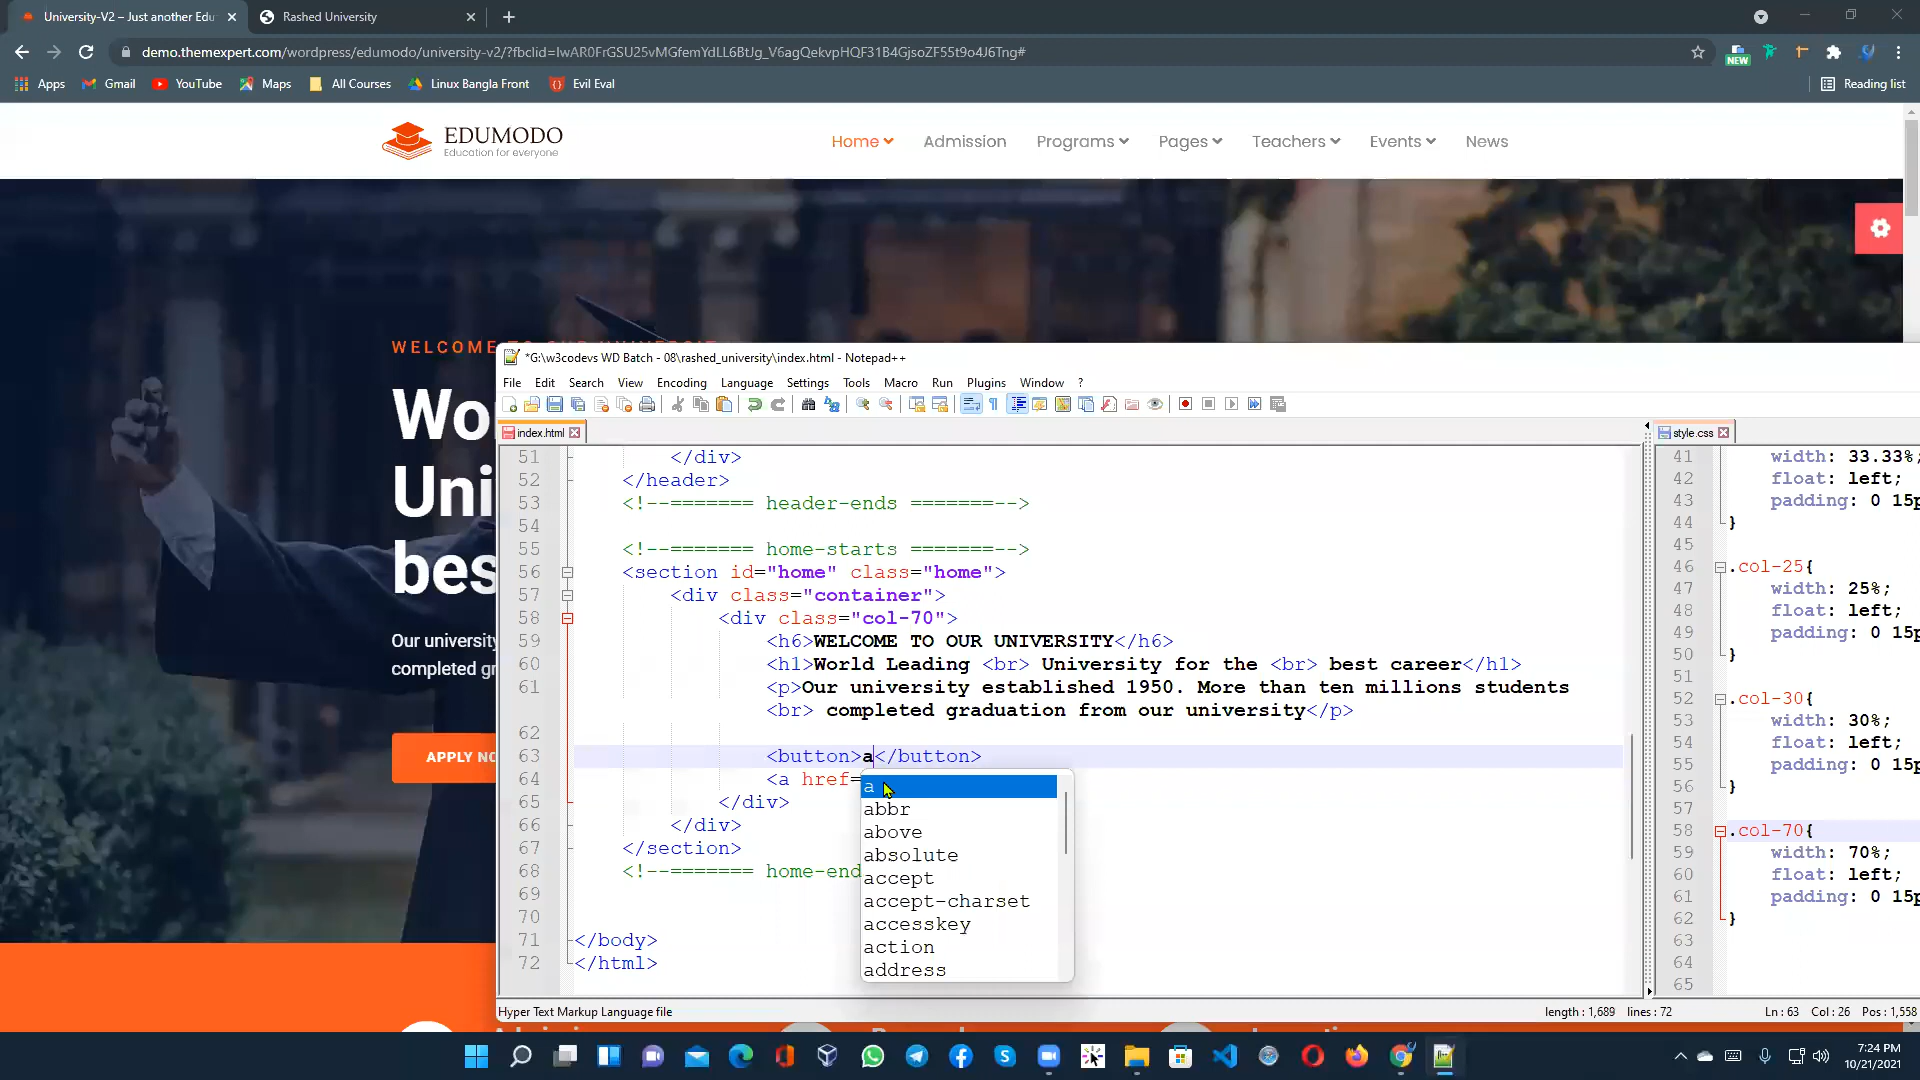 University-V2 – Just another Edu
Rashed University
demo.themexpert.com/wordpress/edumodo/university-v2/?fbclid=IwAR0FrGSU25vMGfemYdLL6BtJg_V6agQekvpHQF31B4GjsoZF55t9o4J6Tng#
NEW
Apps Gmail YouTube Maps All Courses Linux Bangla Front Evil Eval Reading list
EDUMODO
Education for everyone
Home Admission Programs Pages Teachers Events News
WELCOME
Wo
Uni
bes
Our university
completed gr
APPLY NO
*G:\w3codevs WD Batch - 08\rashed_university\index.html - Notepad++
File Edit Search View Encoding Language Settings Tools Macro Run Plugins Window ?
index.html
51 </div>
52 </header>
53 <!--======= header-ends =======-->
54
55 <!--======= home-starts =======-->
56 <section id="home" class="home">
57 <div class="container">
58 <div class="col-70">
59 <h6>WELCOME TO OUR UNIVERSITY</h6>
60 <h1>World Leading <br> University for the <br> best career</h1>
61 <p>Our university established 1950. More than ten millions students
<br> completed graduation from our university</p>
62
63 <button>a</button>
64 <a href=
65 </div>
66 </div>
67 </section>
68 <!--======= home-end
69
70
71 </body>
72 </html>
a
abbr
above
absolute
accept
accept-charset
accesskey
action
address
style.css
41 width: 33.33%;
42 float: left;
43 padding: 0 15p
44 }
45
46 .col-25{
47 width: 25%;
48 float: left;
49 padding: 0 15p
50 }
51
52 .col-30{
53 width: 30%;
54 float: left;
55 padding: 0 15p
56 }
57
58 .col-70{
59 width: 70%;
60 float: left;
61 padding: 0 15p
62 }
63
64
65
Hyper Text Markup Language file length : 1,689 lines : 72 Ln : 63 Col : 26 Pos : 1,558
7:24 PM
10/21/2021